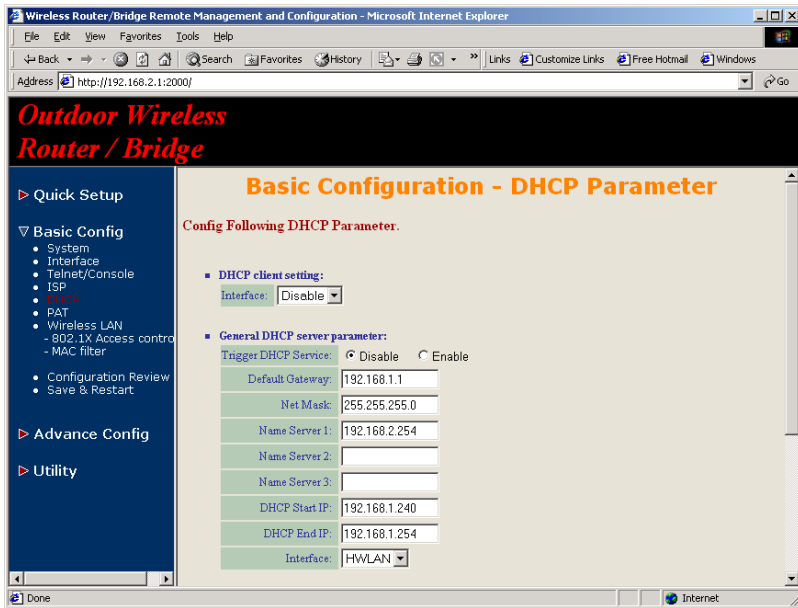 Wireless Router/Bridge Remote Management and Configuration - Microsoft Internet Explorer
File Edit View Favorites Tools Help
Back Search Favorites History » Links Customize Links Free Hotmail Windows
Address http://192.168.2.1:2000/ Go
Outdoor Wireless
Router / Bridge
Quick Setup
Basic Config
System
Interface
Telnet/Console
ISP
DHCP
PAT
Wireless LAN
- 802.1X Access contro
- MAC filter
Configuration Review
Save & Restart
Advance Config
Utility
Basic Configuration - DHCP Parameter
Config Following DHCP Parameter.
DHCP client setting:
Interface: Disable
General DHCP server parameter:
Trigger DHCP Service: Disable Enable
Default Gateway: 192.168.1.1
Net Mask: 255.255.255.0
Name Server 1: 192.168.2.254
Name Server 2:
Name Server 3:
DHCP Start IP: 192.168.1.240
DHCP End IP: 192.168.1.254
Interface: HWLAN
Done Internet